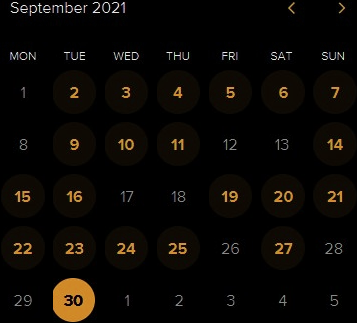 September 2021
MON TUE WED THU FRI SAT SUN
1 2 3 4 5 6 7
8 9 10 11 12 13 14
15 16 17 18 19 20 21
22 23 24 25 26 27 28
29 30 1 2 3 4 5